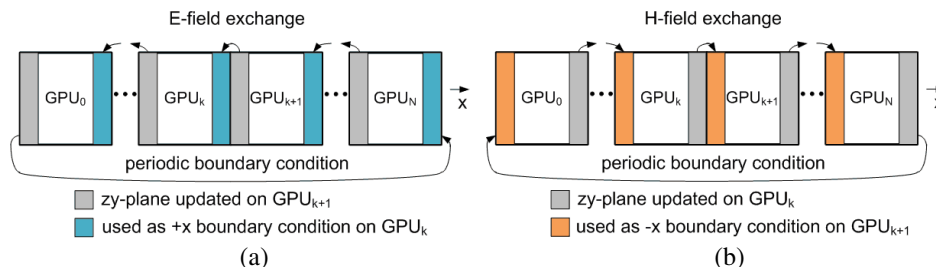 E-field exchange
GPU0 ••• GPUk GPUk+1 ••• GPUN
x
periodic boundary condition
zy-plane updated on GPUk+1
used as +x boundary condition on GPUk
(a)
H-field exchange
GPU0 ••• GPUk GPUk+1 ••• GPUN
periodic boundary condition
zy-plane updated on GPUk
used as -x boundary condition on GPUk+1
(b)